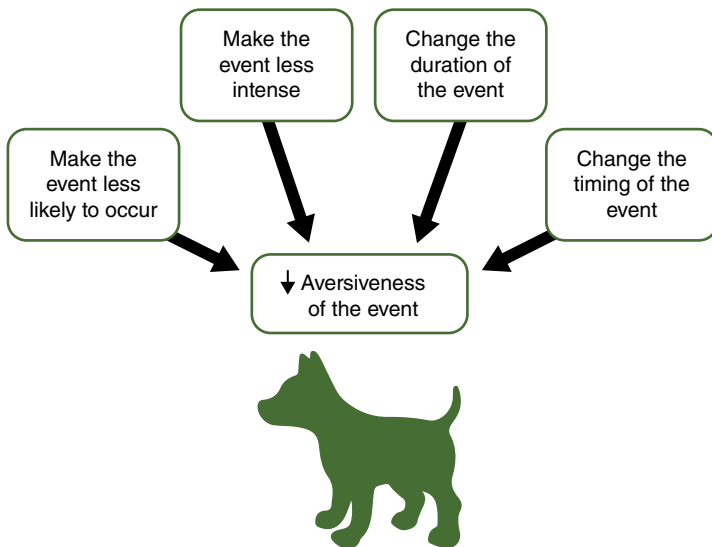 Make the
event less
intense
Change the
duration of
the event
Make the
event less
likely to occur
Change the
timing of the
event
↓ Aversiveness
of the event